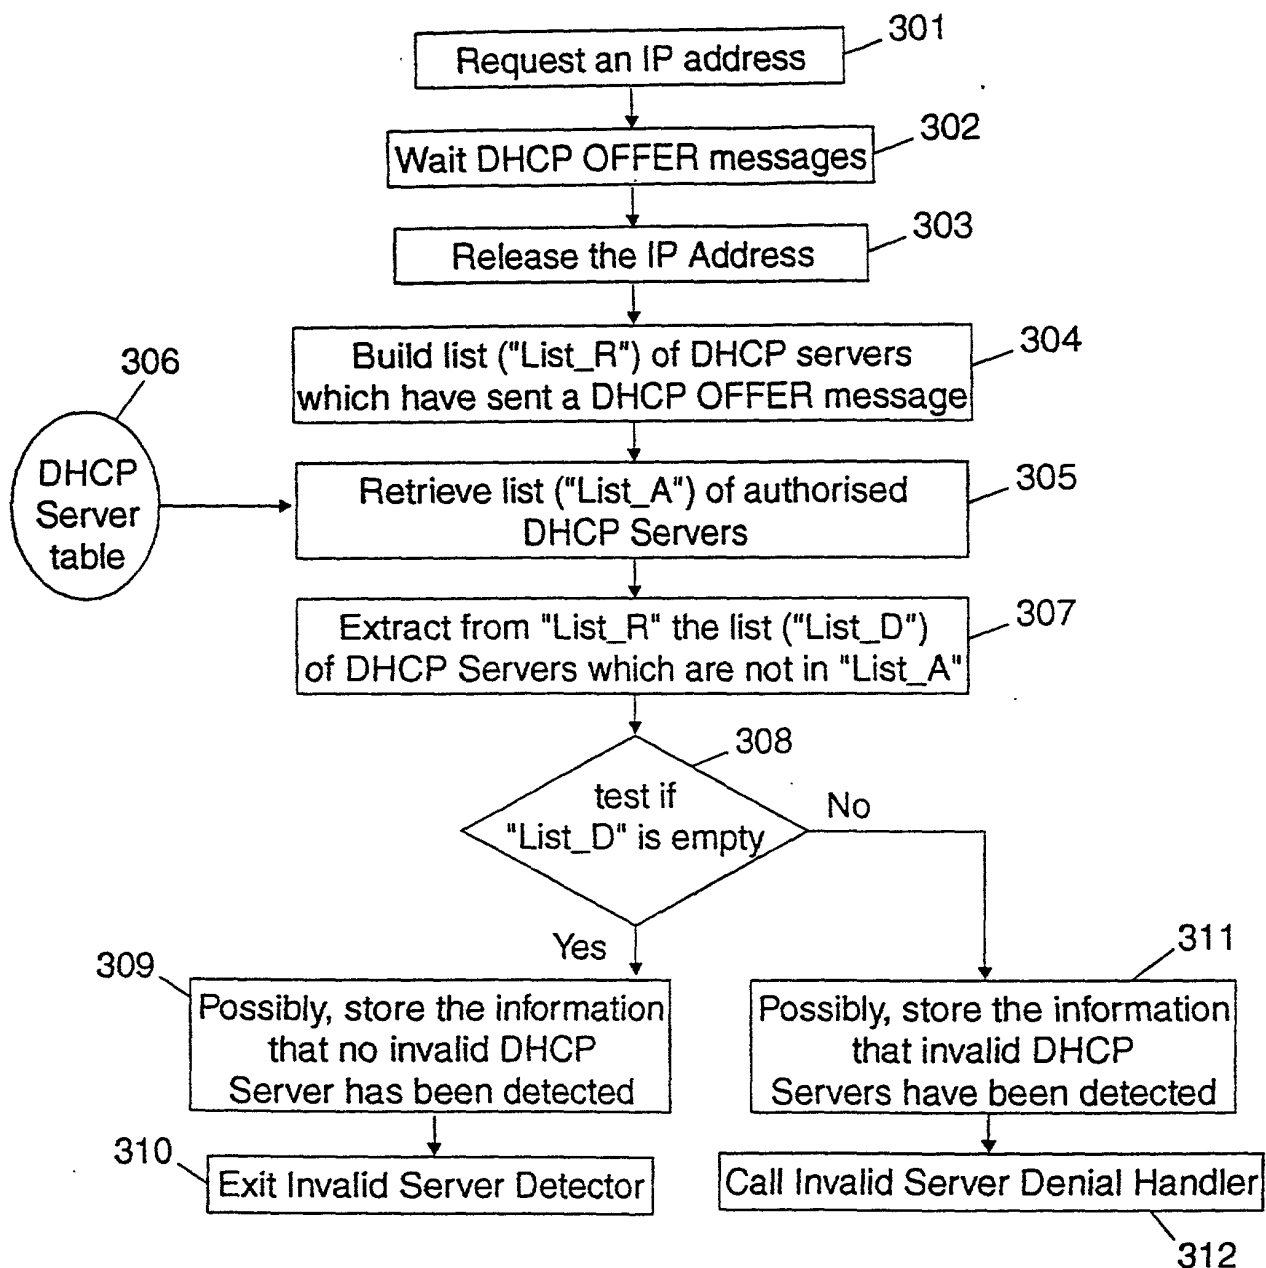 301
Request an IP address
302
Wait DHCP OFFER messages
303
Release the IP Address
304
Build list ("List_R") of DHCP servers
which have sent a DHCP OFFER message
306
DHCP
Server
table
305
Retrieve list ("List_A") of authorised
DHCP Servers
307
Extract from "List_R" the list ("List_D")
of DHCP Servers which are not in "List_A"
308
test if
"List_D" is empty
No
Yes
309
Possibly, store the information
that no invalid DHCP
Server has been detected
311
Possibly, store the information
that invalid DHCP
Servers have been detected
310
Exit Invalid Server Detector
Call Invalid Server Denial Handler
312